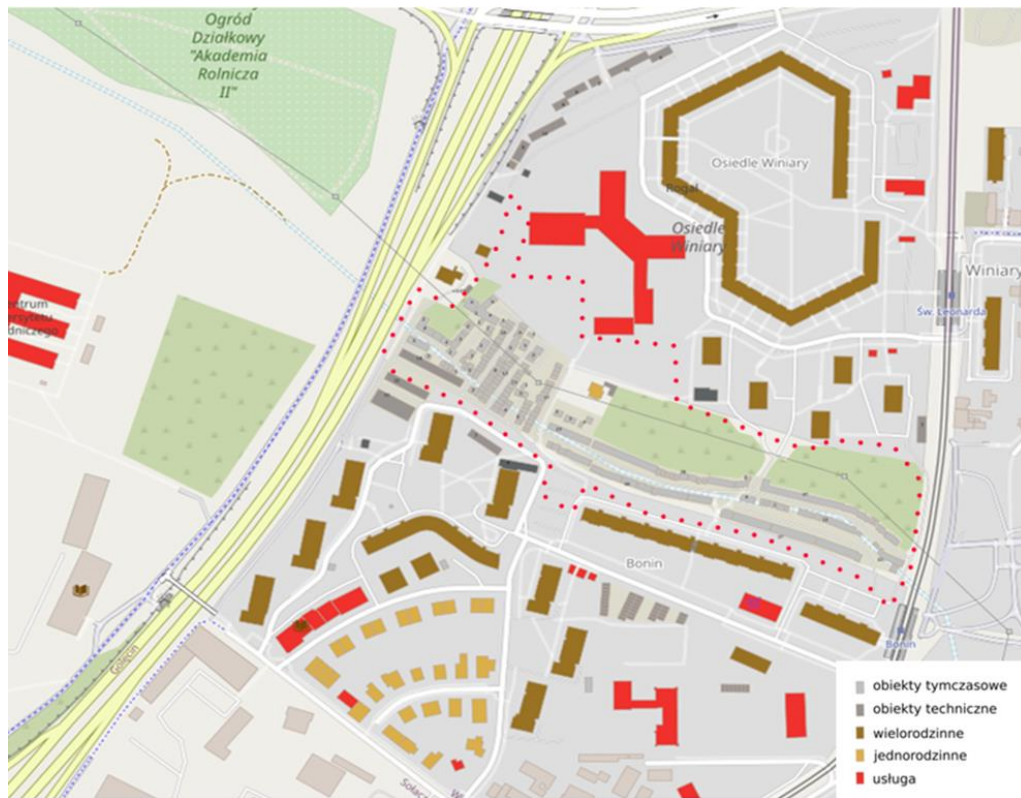 Ogród
Działkowy
"Akademia
Rolnicza
II"
Osiedle Winiary
Rogal
Osiedle
Winiary
Winiary
Św. Leonarda
Bonin
Bonin
Golęcin
obiekty tymczasowe
obiekty techniczne
wielorodzinne
jednorodzinne
usługa